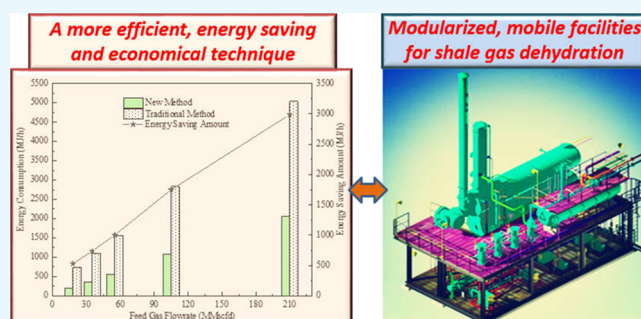 A more efficient, energy saving
and economical technique
Modularized, mobile facilities
for shale gas dehydration
New Method
Traditional Method
Energy Saving Amount
Energy Consumption (MJ/h)
5500
5000
4500
4000
3500
3000
2500
2000
1500
1000
500
0
Energy Saving Amount (MJ/h)
3500
3000
2500
2000
1500
1000
500
0
0 30 60 90 120 150 180 210 240
Feed Gas Flowrate (MMscfd)